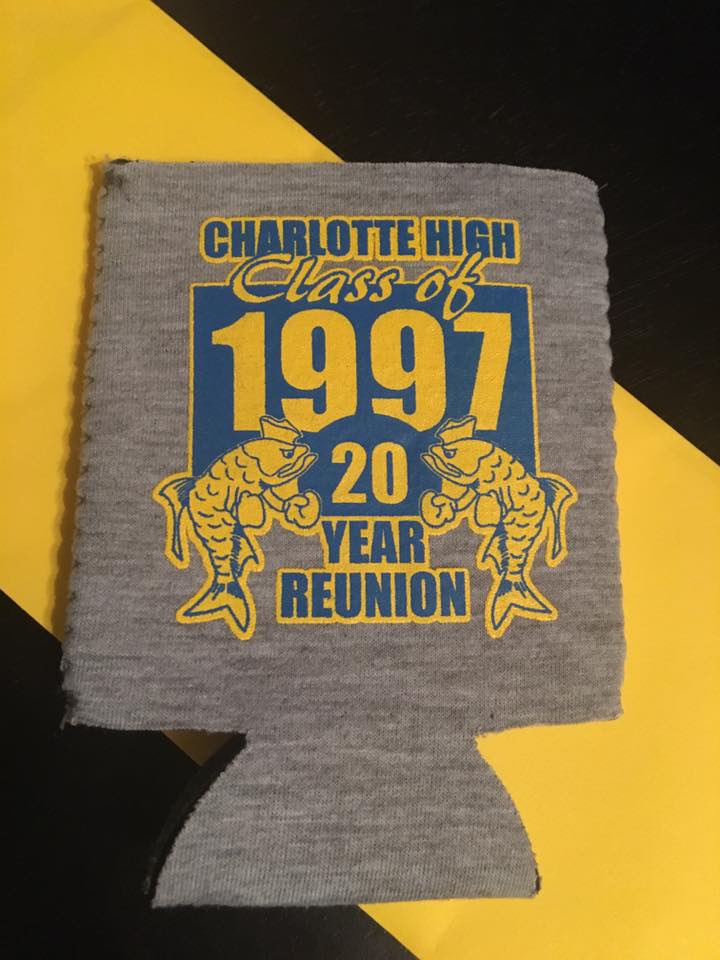 CHARLOTTE HIGH
Class of
1997
20
YEAR
REUNION